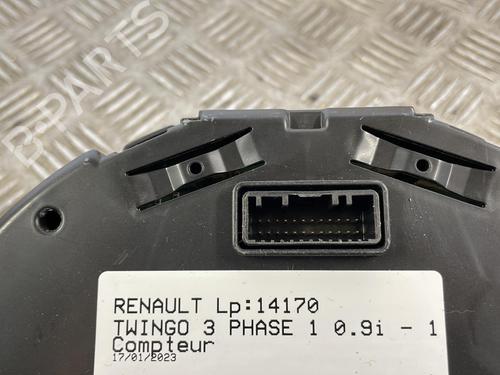 B-PARTS
RENAULT Lp:14170
TWINGO 3 PHASE 1 0.9i - 1
Compteur
17/01/2023